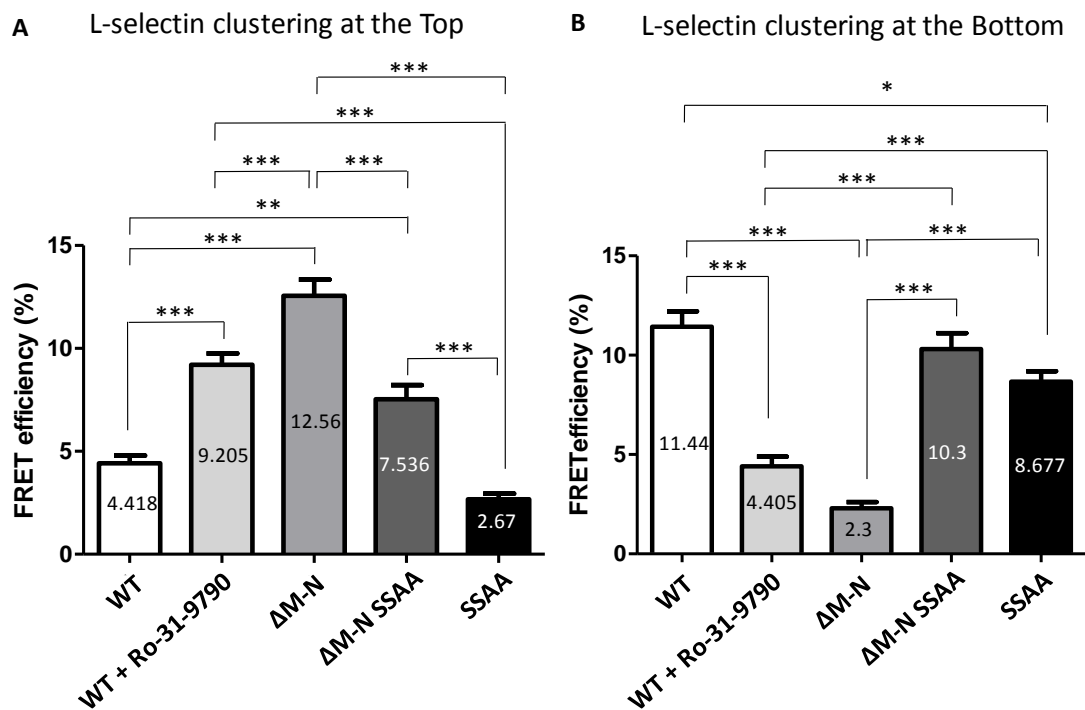 A
L-selectin clustering at the Top
***
***
*** ***
**
***
***
***
FRET efficiency (%)
15
10
5
0
4.418
9.205
12.56
7.536
2.67
WT
WT + Ro-31-9790
ΔM-N
ΔM-N SSAA
SSAA
B
L-selectin clustering at the Bottom
*
***
***
*** ***
***
***
FRETefficiency (%)
15
10
5
0
11.44
4.405
2.3
10.3
8.677
WT
WT + Ro-31-9790
ΔM-N
ΔM-N SSAA
SSAA